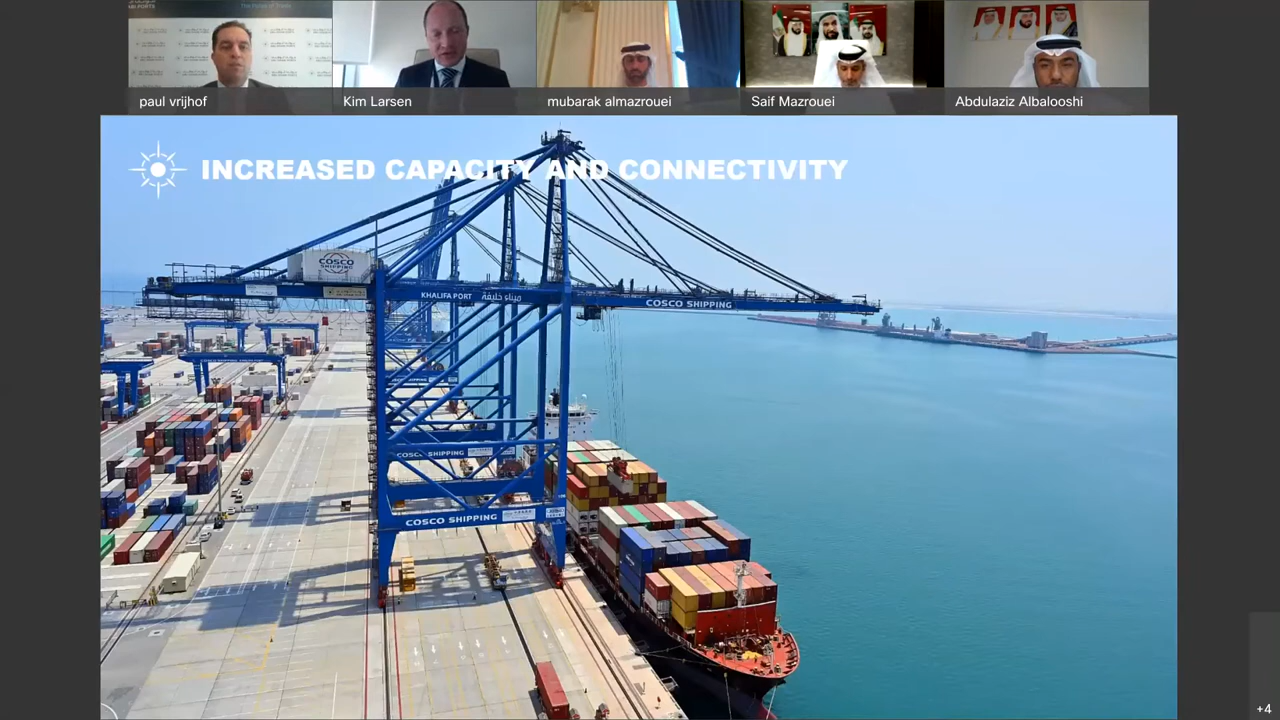 paul vrijhof
Kim Larsen
mubarak almazrouei
Saif Mazrouei
Abdulaziz Albalooshi
INCREASED CAPACITY AND CONNECTIVITY
COSCO
SHIPPING
KHALIFA PORT ميناء خليفة
COSCO SHIPPING
COSCO SHIPPING
COSCO SHIPPING
+4